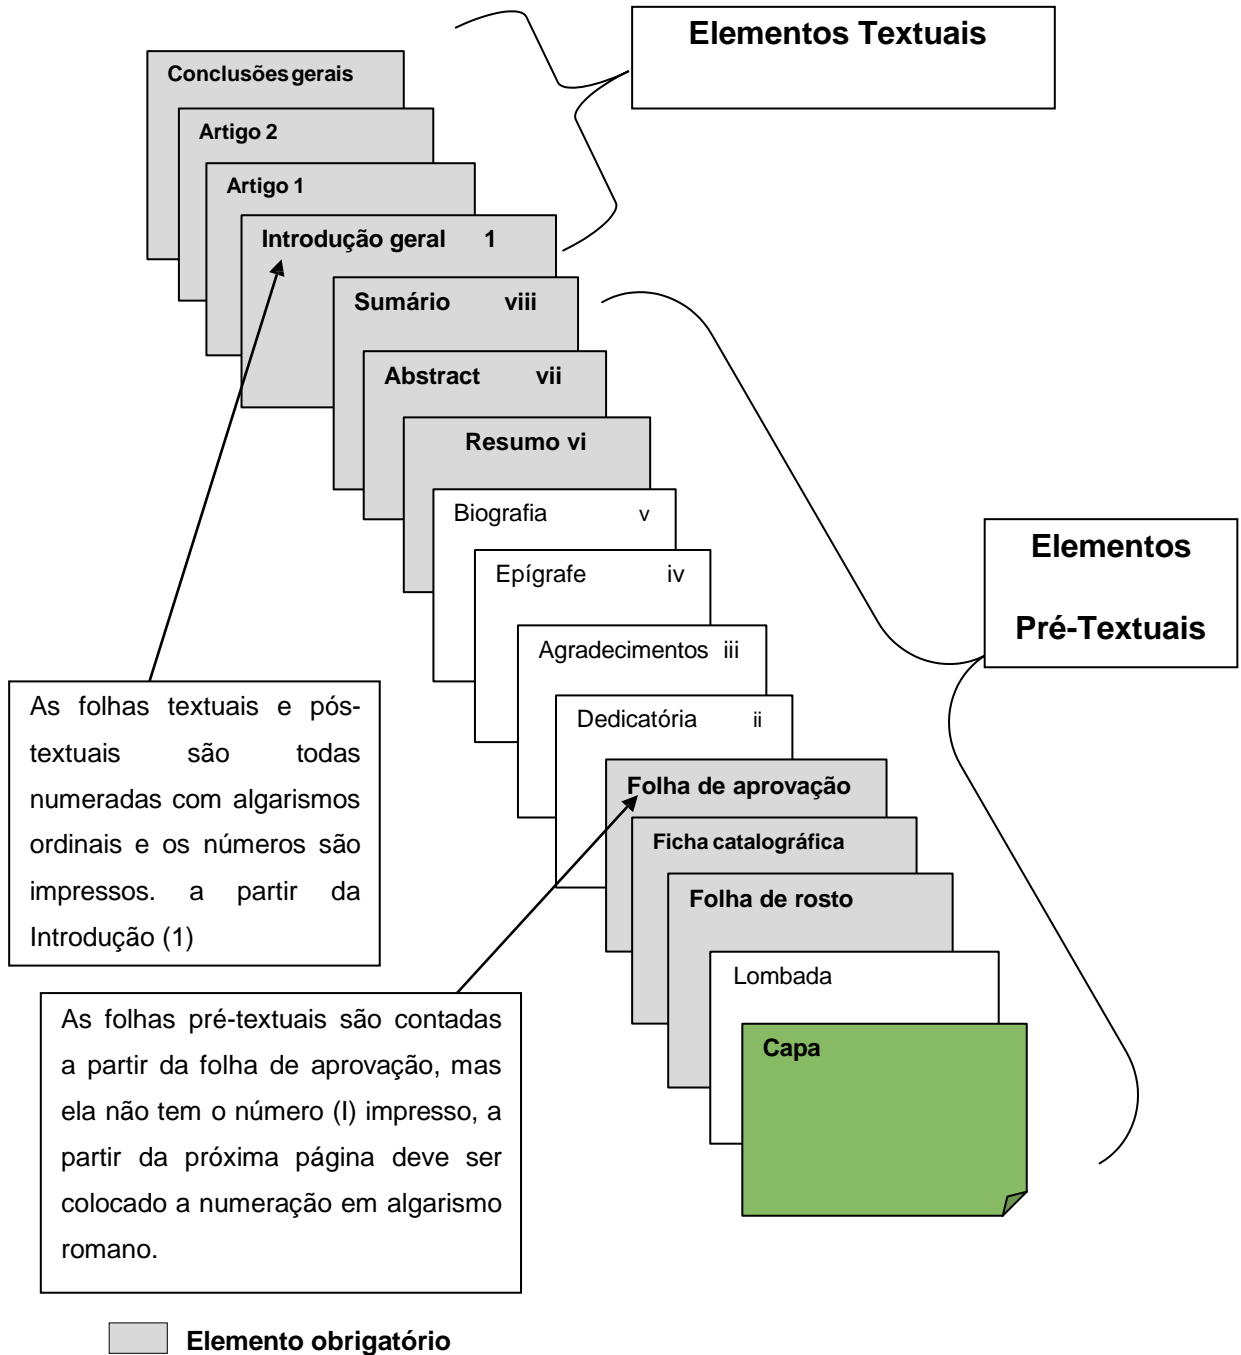 Elementos Textuais
Conclusões gerais
Artigo 2
Artigo 1
Introdução geral 1
Sumário viii
Abstract vii
Resumo vi
Biografia v
Epígrafe iv
Agradecimentos iii
Dedicatória ii
Folha de aprovação
Ficha catalográfica
Folha de rosto
Lombada
Capa
Elementos
Pré-Textuais
As folhas textuais e pós-
textuais são todas
numeradas com algarismos
ordinais e os números são
impressos. a partir da
Introdução (1)
As folhas pré-textuais são contadas
a partir da folha de aprovação, mas
ela não tem o número (I) impresso, a
partir da próxima página deve ser
colocado a numeração em algarismo
romano.
Elemento obrigatório